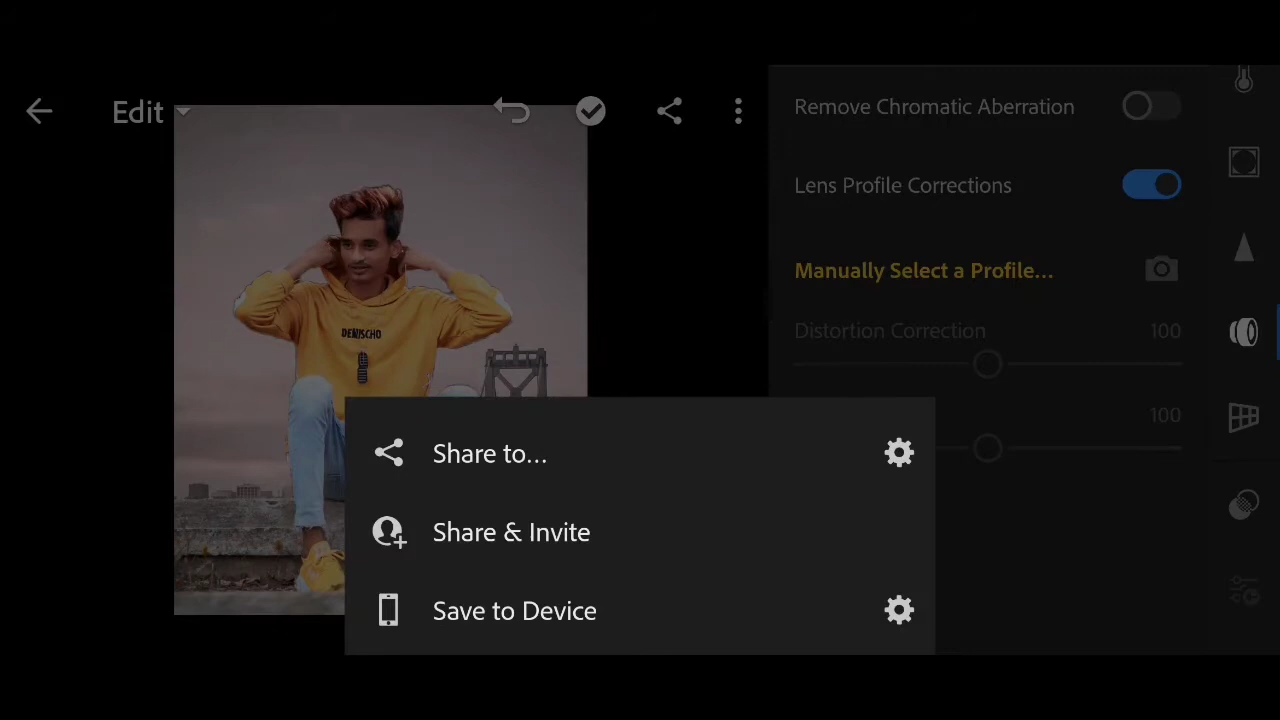 Edit
Remove Chromatic Aberration
Lens Profile Corrections
Manually Select a Profile...
Distortion Correction 100
100
DENISCHO
Share to...
Share & Invite
Save to Device